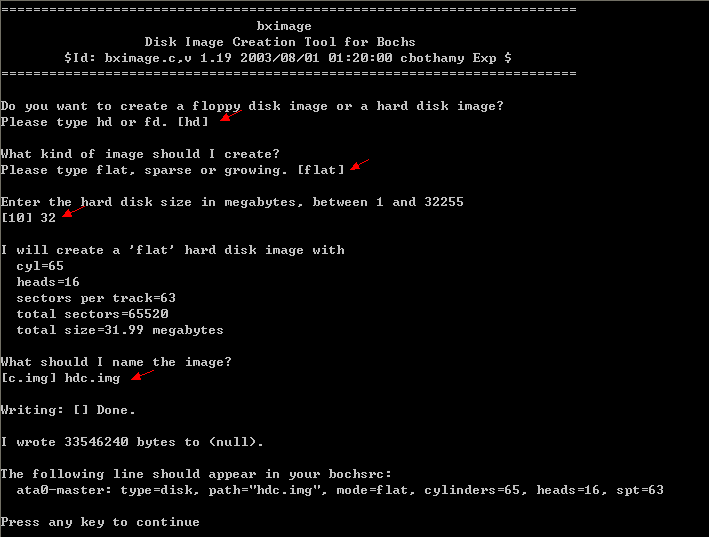 ========================================================================
bximage
Disk Image Creation Tool for Bochs
$Id: bximage.c,v 1.19 2003/08/01 01:20:00 cbothamy Exp $
========================================================================
Do you want to create a floppy disk image or a hard disk image?
Please type hd or fd. [hd]
What kind of image should I create?
Please type flat, sparse or growing. [flat]
Enter the hard disk size in megabytes, between 1 and 32255
[10] 32
I will create a 'flat' hard disk image with
cyl=65
heads=16
sectors per track=63
total sectors=65520
total size=31.99 megabytes
What should I name the image?
[c.img] hdc.img
Writing: [] Done.
I wrote 33546240 bytes to (null).
The following line should appear in your bochsrc:
ata0-master: type=disk, path="hdc.img", mode=flat, cylinders=65, heads=16, spt=63
Press any key to continue